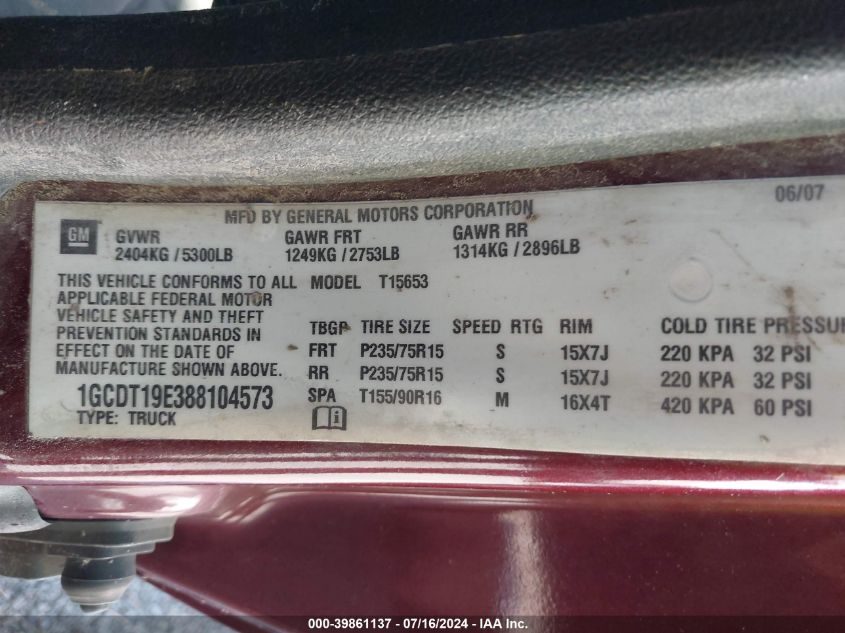 06/07
MFD BY GENERAL MOTORS CORPORATION
GM GVWR GAWR FRT GAWR RR
2404KG / 5300LB 1249KG / 2753LB 1314KG / 2896LB
THIS VEHICLE CONFORMS TO ALL MODEL T15653
APPLICABLE FEDERAL MOTOR
VEHICLE SAFETY AND THEFT
PREVENTION STANDARDS IN TBGP TIRE SIZE SPEED RTG RIM COLD TIRE PRESSUR
EFFECT ON THE DATE OF FRT P235/75R15 S 15X7J 220 KPA 32 PSI
MANUFACTURE SHOWN ABOVE. RR P235/75R15 S 15X7J 220 KPA 32 PSI
1GCDT19E388104573 SPA T155/90R16 M 16X4T 420 KPA 60 PSI
TYPE: TRUCK
000-39861137 - 07/16/2024 - IAA Inc.